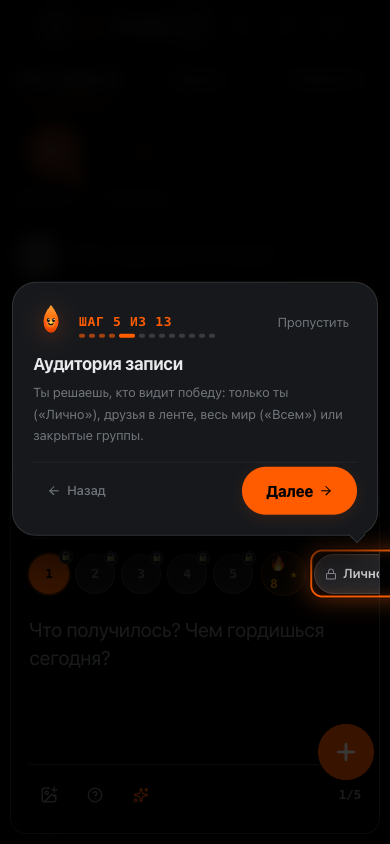 ШАГ 5 ИЗ 13
Пропустить
Аудитория записи
Ты решаешь, кто видит победу: только ты
(«Лично»), друзья в ленте, весь мир («Всем») или
закрытые группы.
← Назад
Далее →
1 2 3 4 5 8
Лично
Что получилось? Чем гордишься
сегодня?
1/5